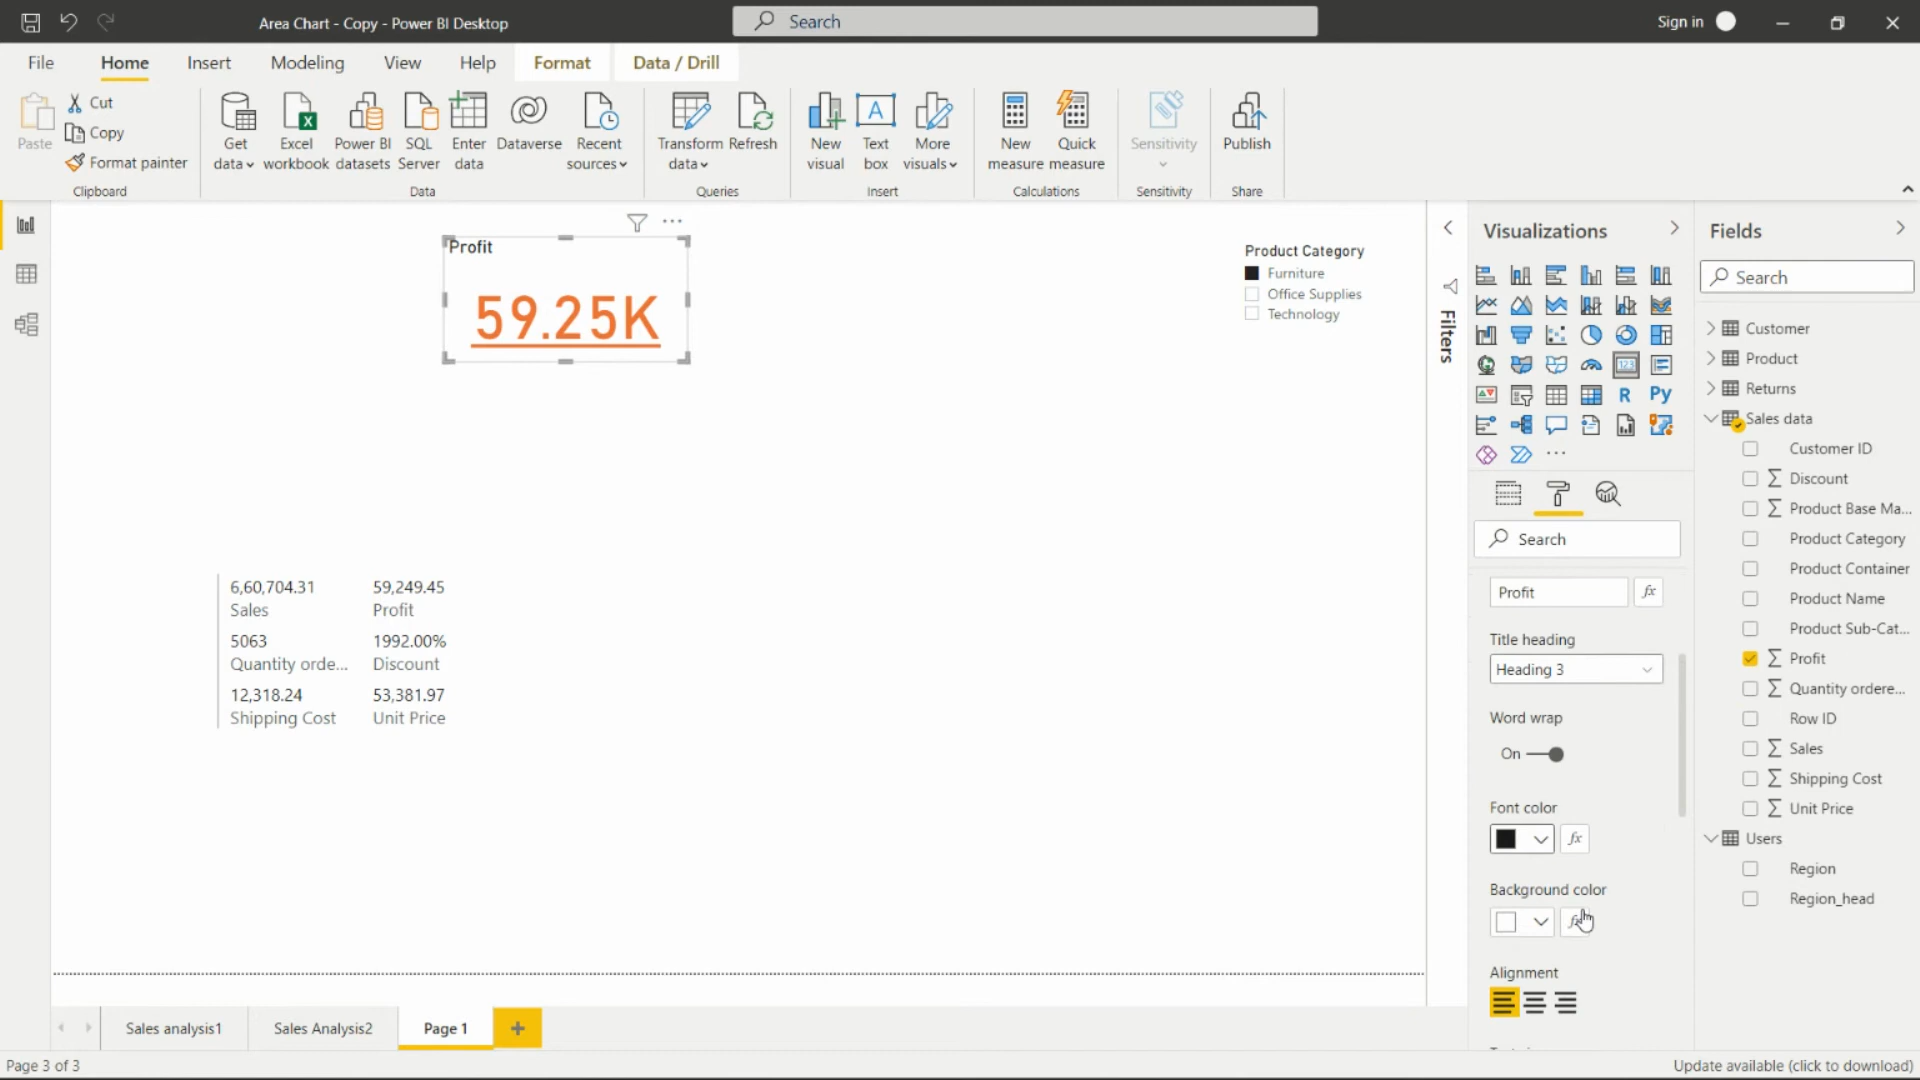 Area Chart - Copy - Power BI Desktop
Search
Sign in
File
Home
Insert
Modeling
View
Help
Format
Data / Drill
Paste
Cut
Copy
Format painter
Clipboard
Get data
Excel workbook
Power BI datasets
SQL Server
Enter data
Dataverse
Recent sources
Data
Transform data
Refresh
Queries
New visual
Text box
More visuals
Insert
New measure
Quick measure
Calculations
Sensitivity
Sensitivity
Publish
Share
Profit
59.25K
Product Category
Furniture
Office Supplies
Technology
6,60,704.31
Sales
59,249.45
Profit
5063
Quantity orde...
1992.00%
Discount
12,318.24
Shipping Cost
53,381.97
Unit Price
Filters
Visualizations
123
R
Py
Search
Profit
fx
Title heading
Heading 3
Word wrap
On
Font color
fx
Background color
Alignment
Fields
Search
Customer
Product
Returns
Sales data
Customer ID
Discount
Product Base Ma...
Product Category
Product Container
Product Name
Product Sub-Cat...
Profit
Quantity ordere...
Row ID
Sales
Shipping Cost
Unit Price
Users
Region
Region_head
Sales analysis1
Sales Analysis2
Page 1
Page 3 of 3
Update available (click to download)